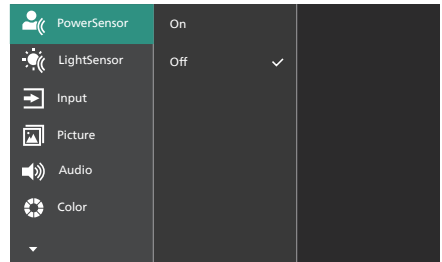 PowerSensor
On
LightSensor
Off
Input
Picture
Audio
Color